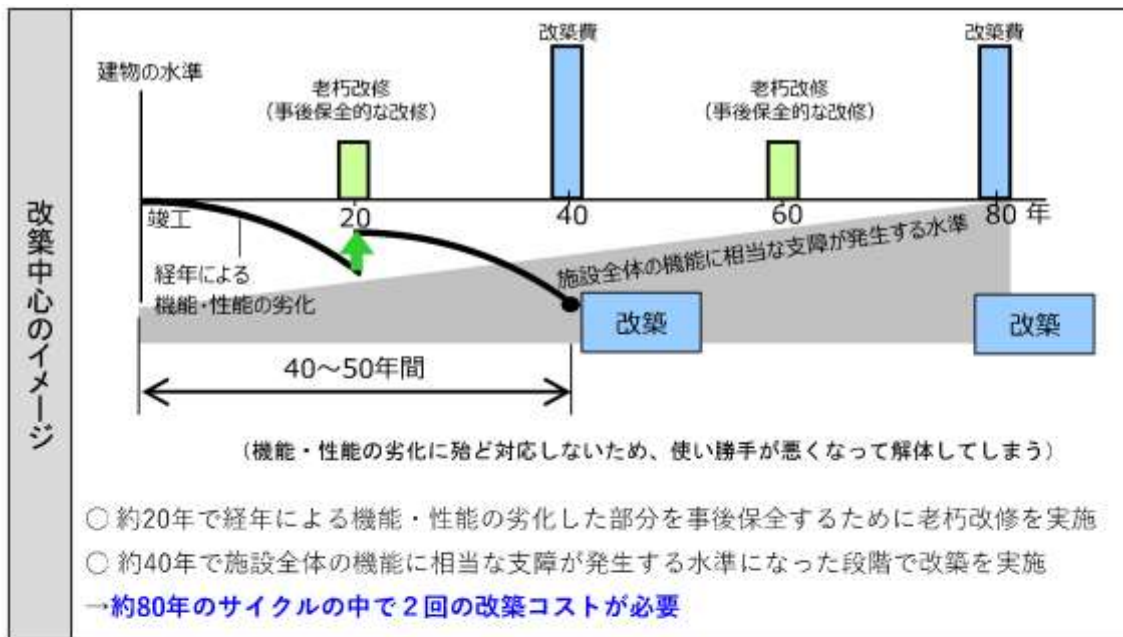 改築中心のイメージ
改築費
改築費
建物の水準
老朽改修
（事後保全的な改修）
老朽改修
（事後保全的な改修）
竣工
20
40
60
80 年
経年による
機能・性能の劣化
施設全体の機能に相当な支障が発生する水準
改築
改築
40～50年間
（機能・性能の劣化に殆ど対応しないため、使い勝手が悪くなって解体してしまう）
○ 約20年で経年による機能・性能の劣化した部分を事後保全するために老朽改修を実施
○ 約40年で施設全体の機能に相当な支障が発生する水準になった段階で改築を実施
→約80年のサイクルの中で２回の改築コストが必要